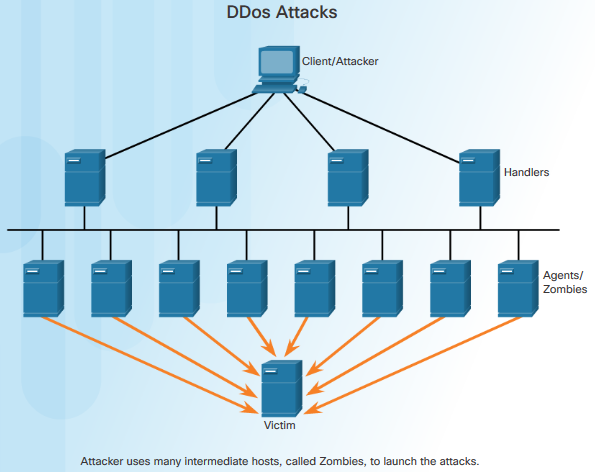 DDos Attacks
Client/Attacker
Handlers
Agents/
Zombies
Victim
Attacker uses many intermediate hosts, called Zombies, to launch the attacks.